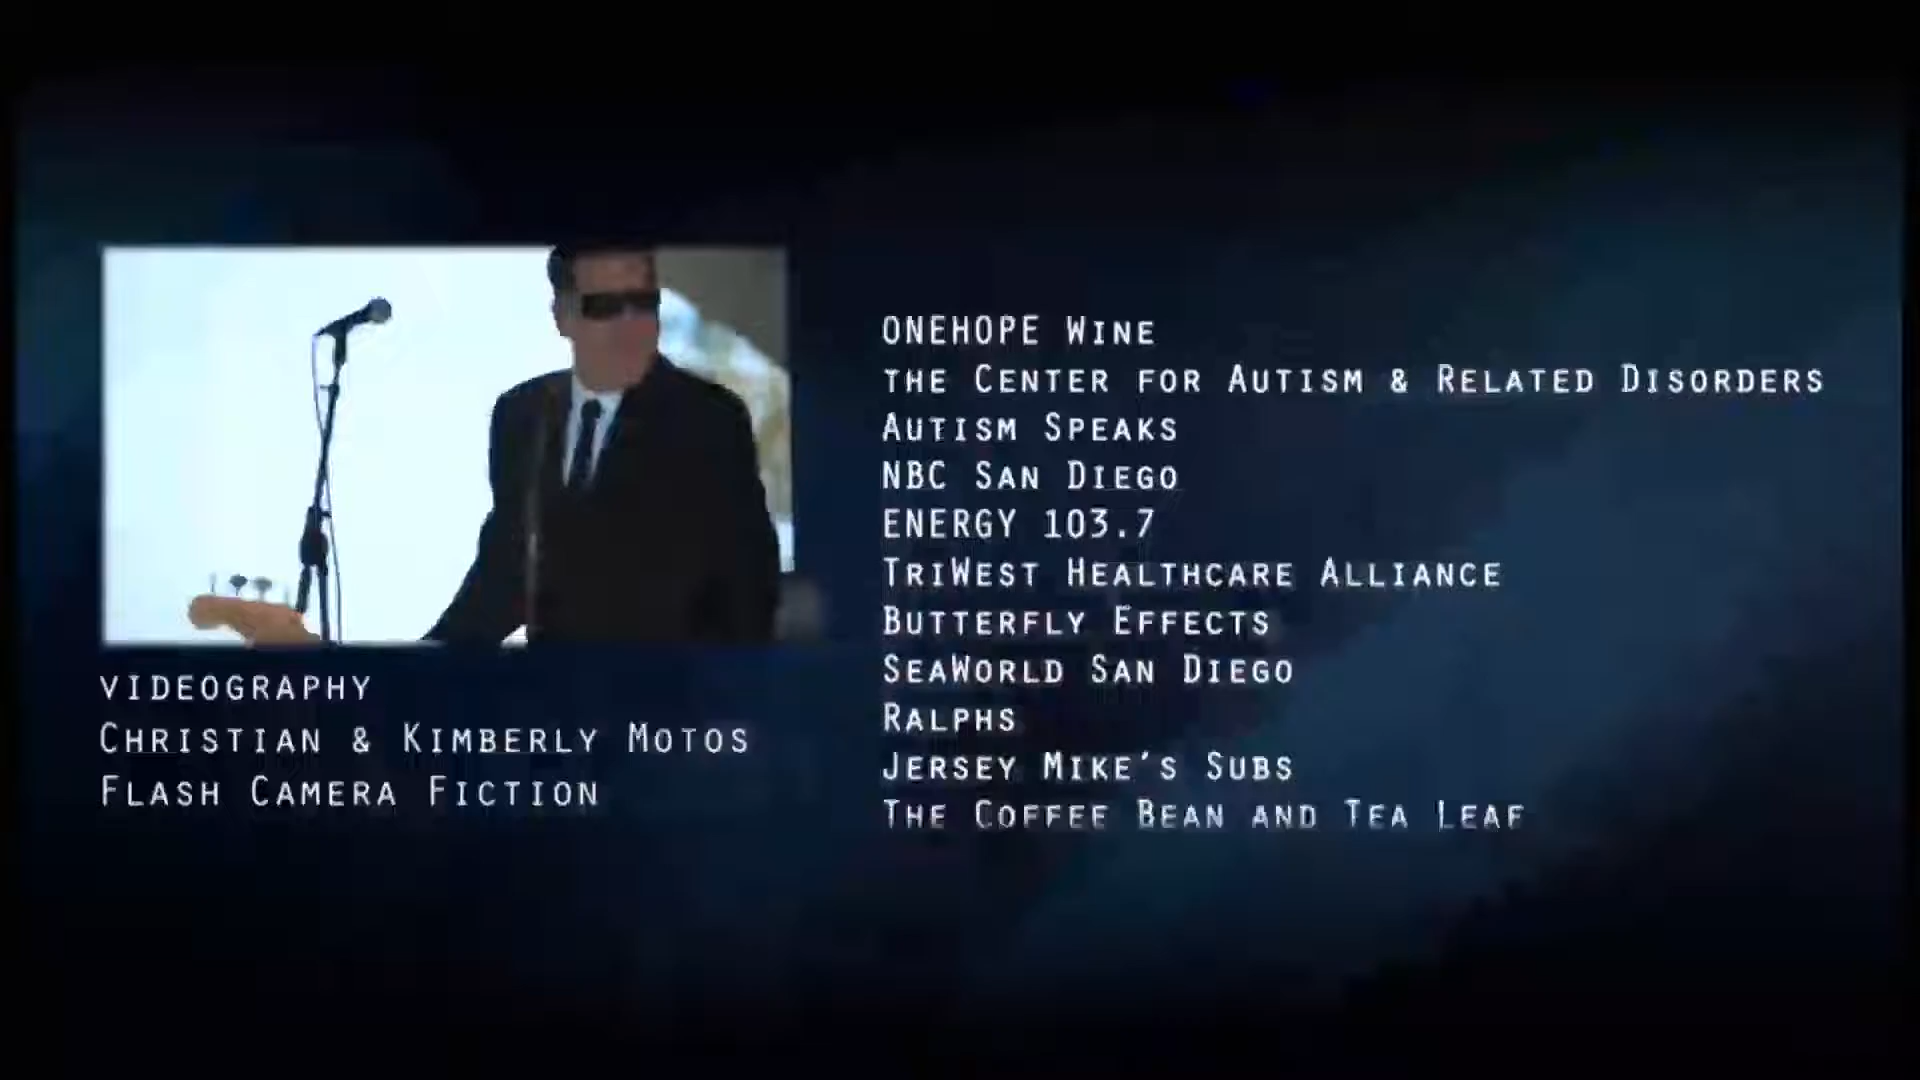 VIDEOGRAPHY
CHRISTIAN & KIMBERLY MOTOS
FLASH CAMERA FICTION
ONEHOPE WINE
THE CENTER FOR AUTISM & RELATED DISORDERS
AUTISM SPEAKS
NBC SAN DIEGO
ENERGY 103.7
TRIWEST HEALTHCARE ALLIANCE
BUTTERFLY EFFECTS
SEAWORLD SAN DIEGO
RALPHS
JERSEY MIKE'S SUBS
THE COFFEE BEAN AND TEA LEAF